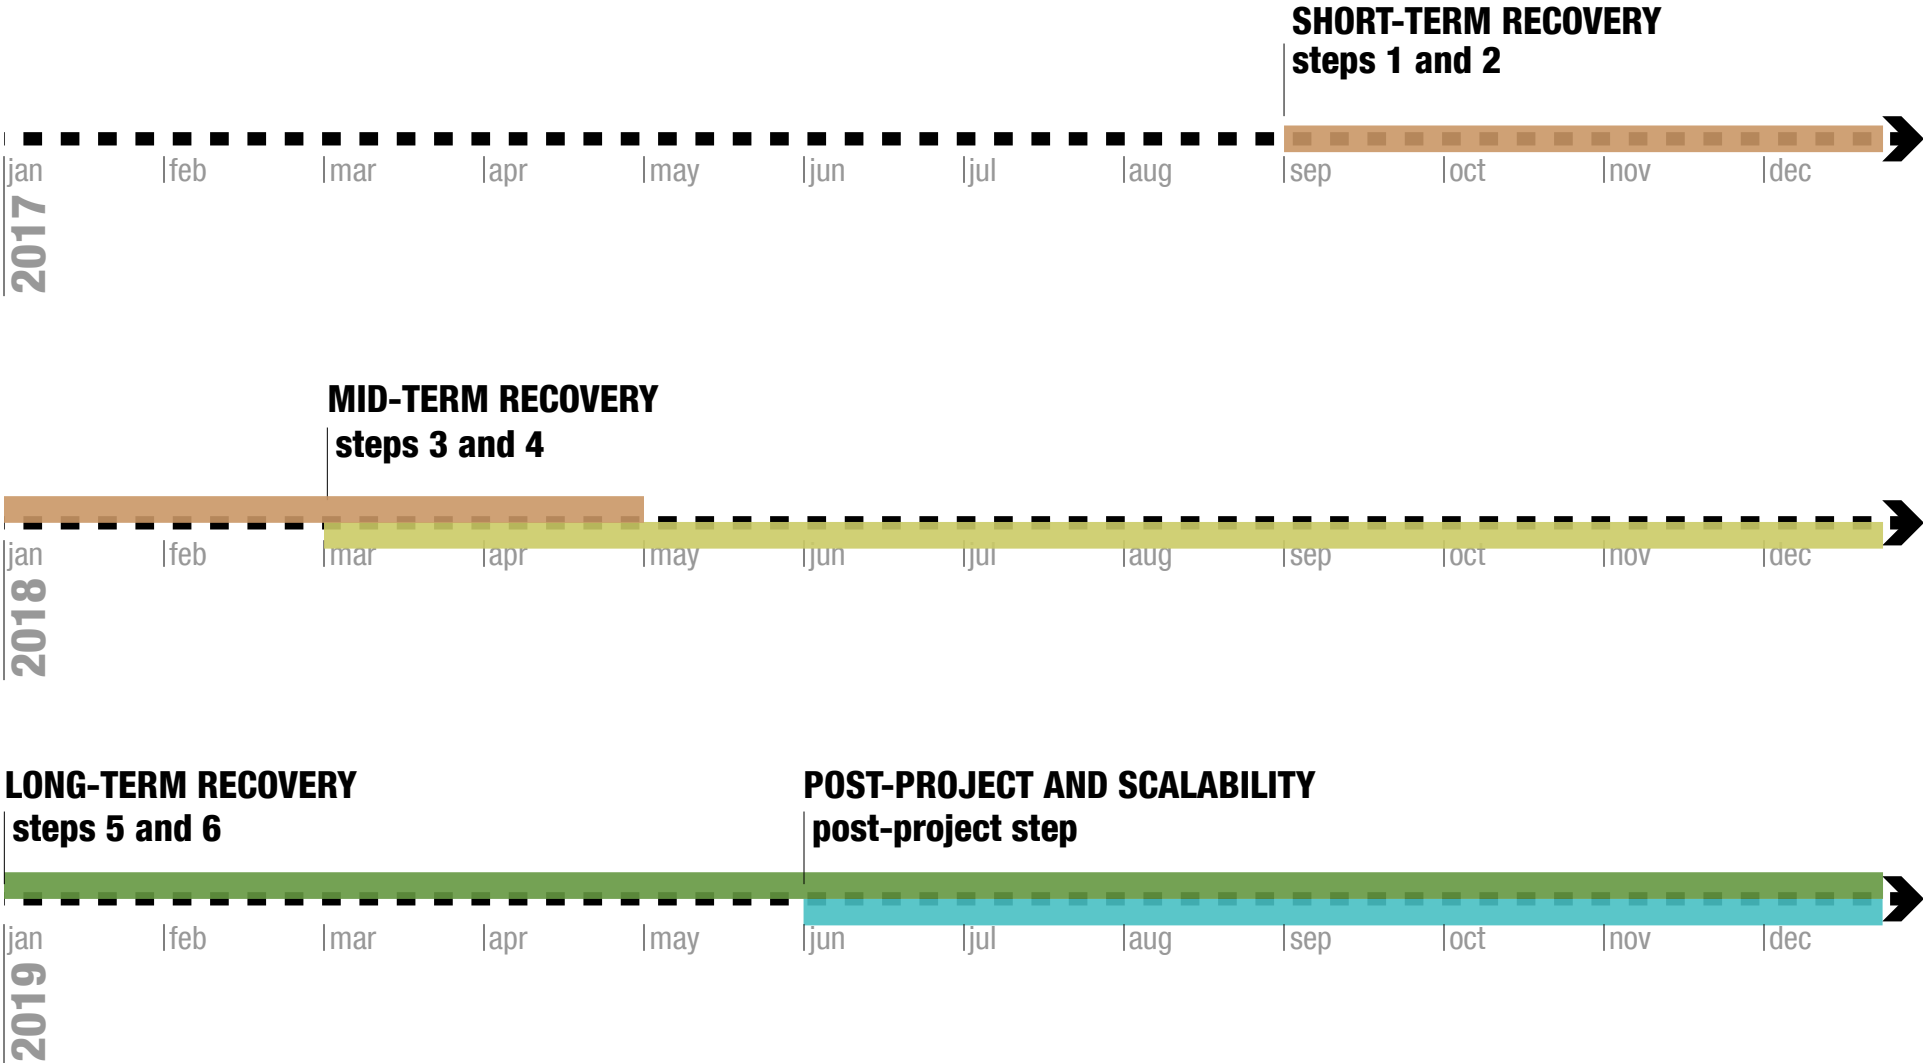 SHORT-TERM RECOVERY
steps 1 and 2
jan feb mar apr may jun jul aug sep oct nov dec
2017
MID-TERM RECOVERY
steps 3 and 4
jan feb mar apr may jun jul aug sep oct nov dec
2018
LONG-TERM RECOVERY
steps 5 and 6
POST-PROJECT AND SCALABILITY
post-project step
jan feb mar apr may jun jul aug sep oct nov dec
2019